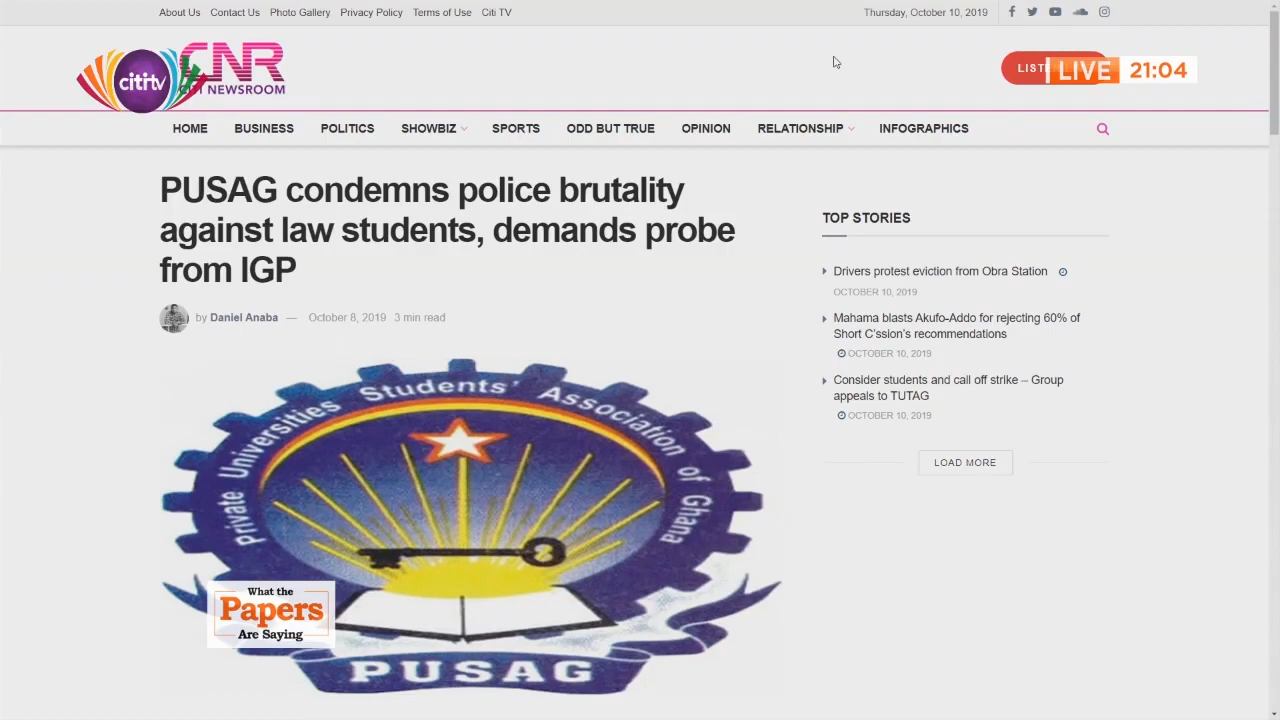 About Us Contact Us Photo Gallery Privacy Policy Terms of Use Citi TV
Thursday, October 10, 2019
citi tv
CNR
CITI NEWSROOM
LIST
LIVE 21:04
HOME BUSINESS POLITICS SHOWBIZ SPORTS ODD BUT TRUE OPINION RELATIONSHIP INFOGRAPHICS
PUSAG condemns police brutality
against law students, demands probe
from IGP
by Daniel Anaba — October 8, 2019 3 min read
TOP STORIES
Drivers protest eviction from Obra Station
OCTOBER 10, 2019
Mahama blasts Akufo-Addo for rejecting 60% of
Short C'ssion's recommendations
OCTOBER 10, 2019
Consider students and call off strike – Group
appeals to TUTAG
OCTOBER 10, 2019
LOAD MORE
Private Universities Students' Association of Ghana
What the
Papers
Are Saying
PUSAG